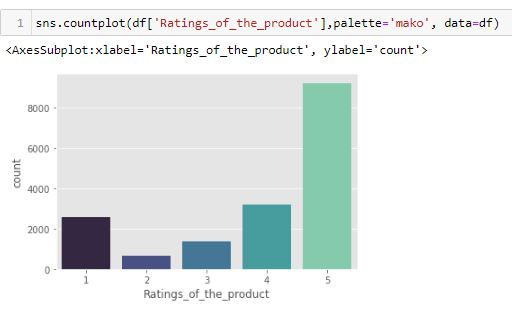 1 sns.countplot(df['Ratings_of_the_product'],palette='mako', data=df)
<AxesSubplot:xlabel='Ratings_of_the_product', ylabel='count'>
8000
6000
4000
2000
0
count
1 2 3 4 5
Ratings_of_the_product